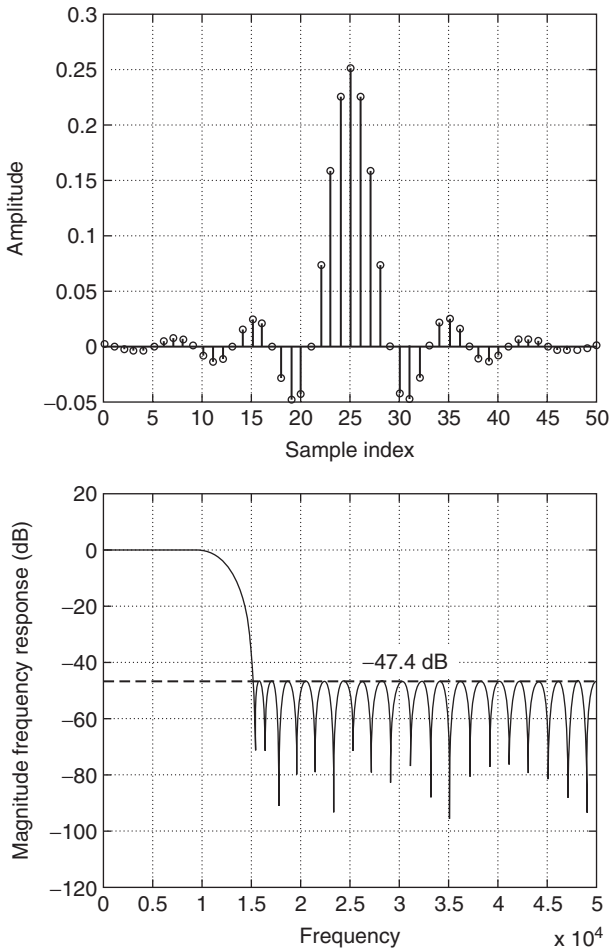 0.3
0.25
0.2
0.15
0.1
0.05
0
−0.05
Amplitude
0 5 10 15 20 25 30 35 40 45 50
Sample index
20
0
−20
−40
−60
−80
−100
−120
Magnitude frequency response (dB)
−47.4 dB
0 0.5 1 1.5 2 2.5 3 3.5 4 4.5 5
Frequency
x 10⁴